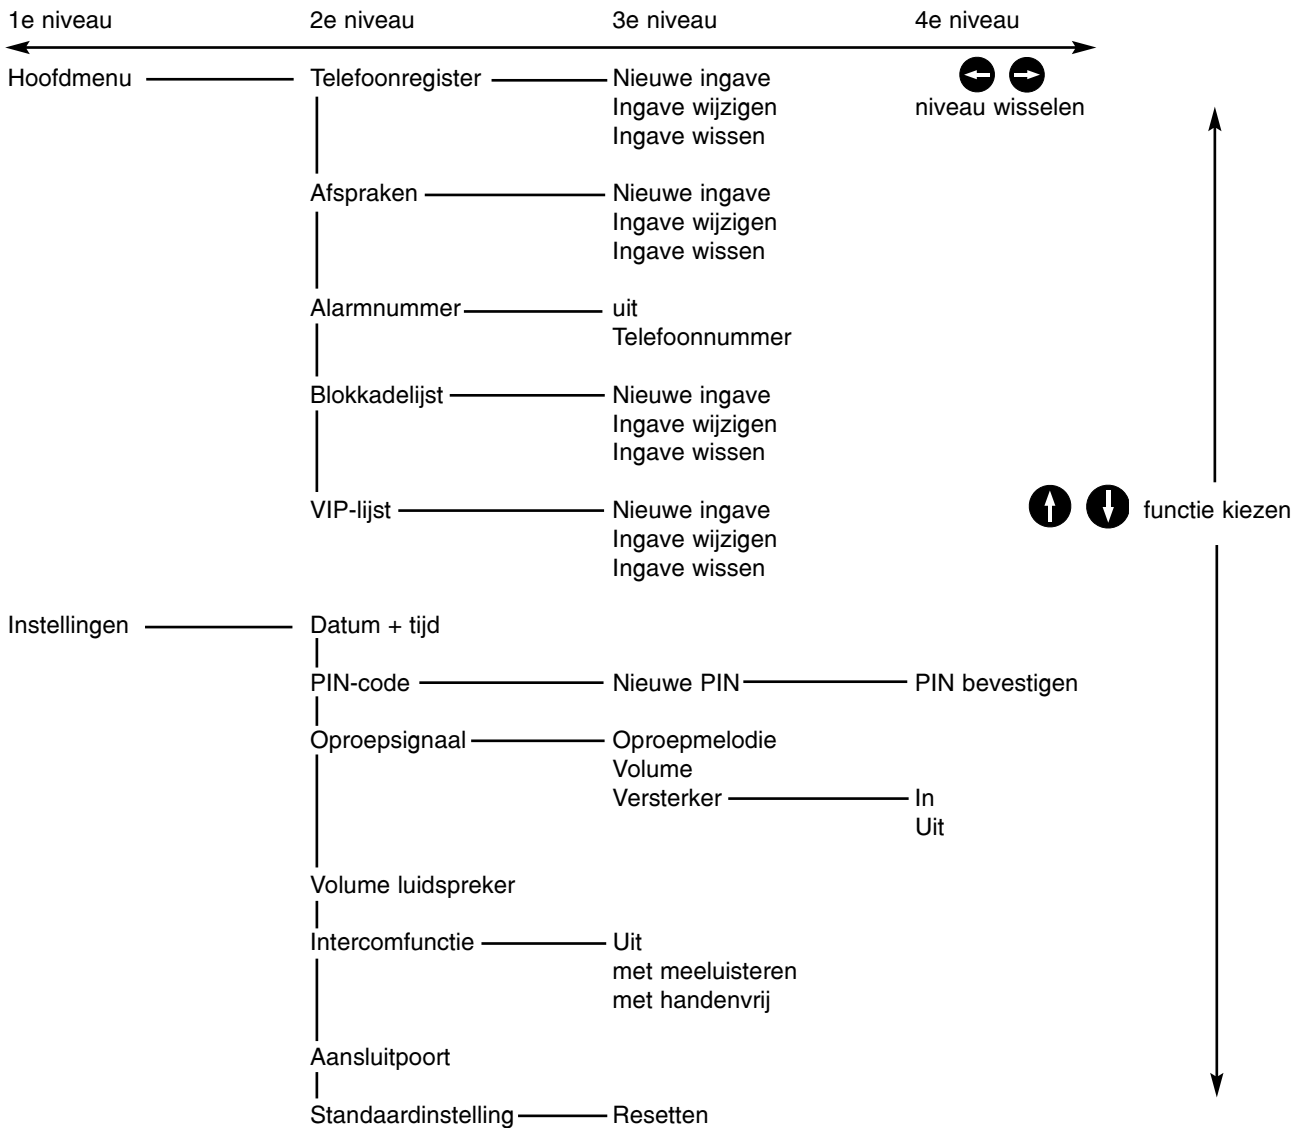 1e niveau 2e niveau 3e niveau 4e niveau
Hoofdmenu Telefoonregister Nieuwe ingave
Ingave wijzigen niveau wisselen
Ingave wissen
Afspraken Nieuwe ingave
Ingave wijzigen
Ingave wissen
Alarmnummer uit
Telefoonnummer
Blokkadelijst Nieuwe ingave
Ingave wijzigen
Ingave wissen
VIP-lijst Nieuwe ingave functie kiezen
Ingave wijzigen
Ingave wissen
Instellingen Datum + tijd
PIN-code Nieuwe PIN PIN bevestigen
Oproepsignaal Oproepmelodie
Volume
Versterker In
Uit
Volume luidspreker
Intercomfunctie Uit
met meeluisteren
met handenvrij
Aansluitpoort
Standaardinstelling Resetten